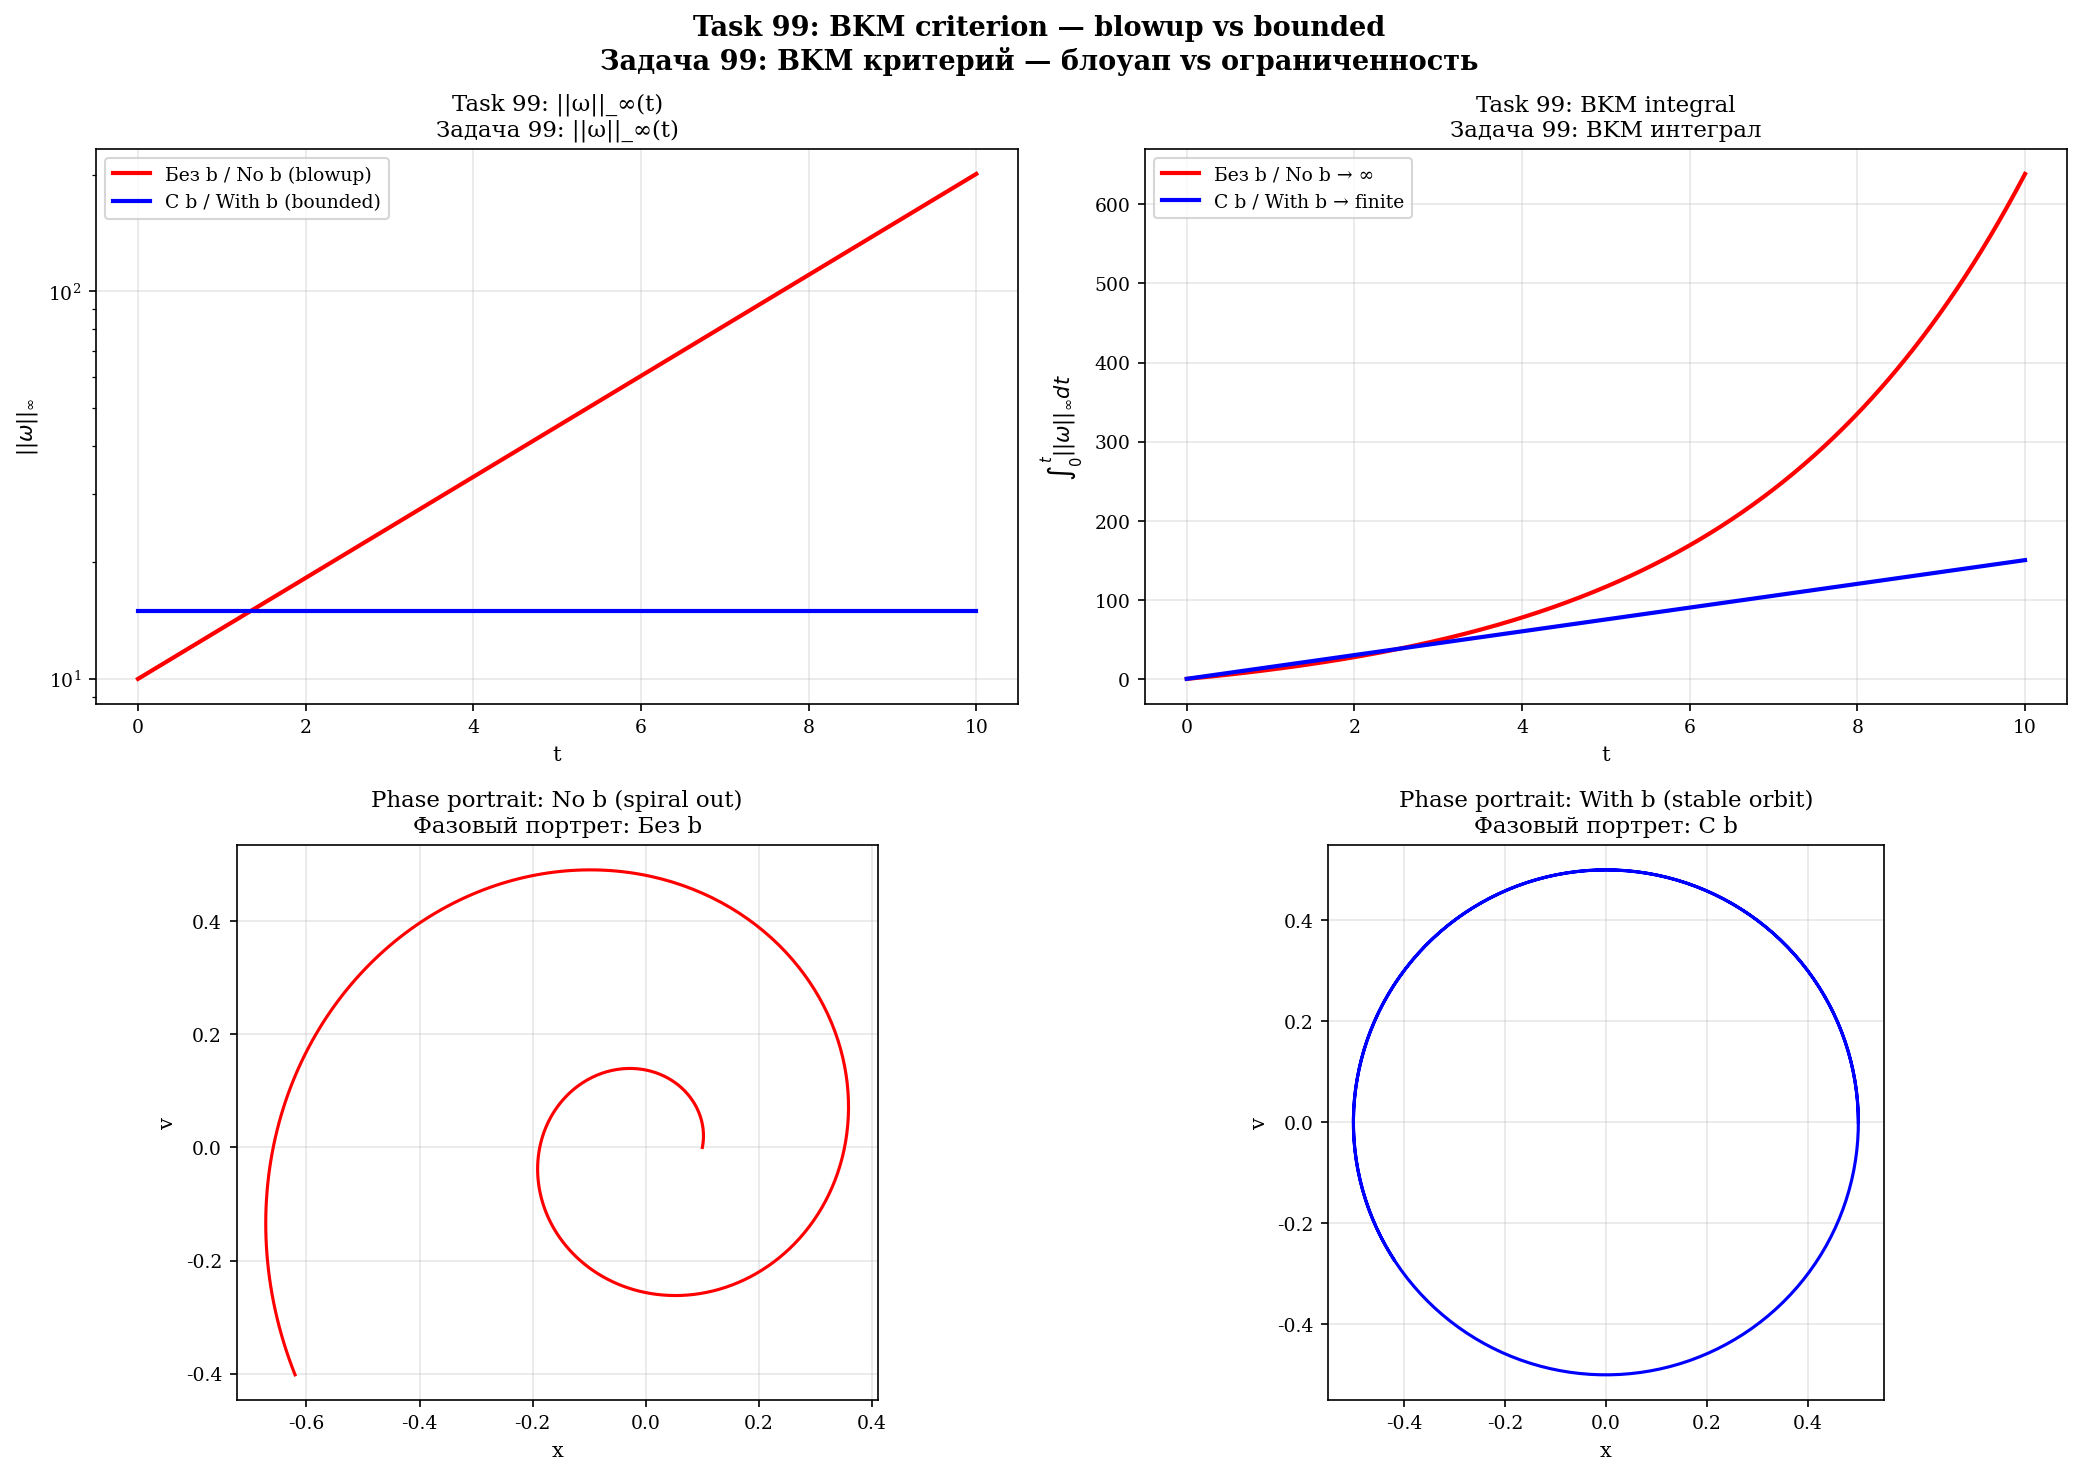 Task 99: BKM criterion — blowup vs bounded
Задача 99: BKM критерий — блоуап vs ограниченность
Task 99: ||ω||_∞(t)
Задача 99: ||ω||_∞(t)
Без b / No b (blowup)
С b / With b (bounded)
10²
10¹
||ω||∞
0 2 4 6 8 10
t
Task 99: BKM integral
Задача 99: BKM интеграл
Без b / No b → ∞
С b / With b → finite
600
500
400
300
200
100
0
∫₀ᵗ||ω||∞dt
0 2 4 6 8 10
t
Phase portrait: No b (spiral out)
Фазовый портрет: Без b
0.4
0.2
0.0
-0.2
-0.4
v
-0.6 -0.4 -0.2 0.0 0.2 0.4
x
Phase portrait: With b (stable orbit)
Фазовый портрет: С b
0.4
0.2
0.0
-0.2
-0.4
v
-0.4 -0.2 0.0 0.2 0.4
x